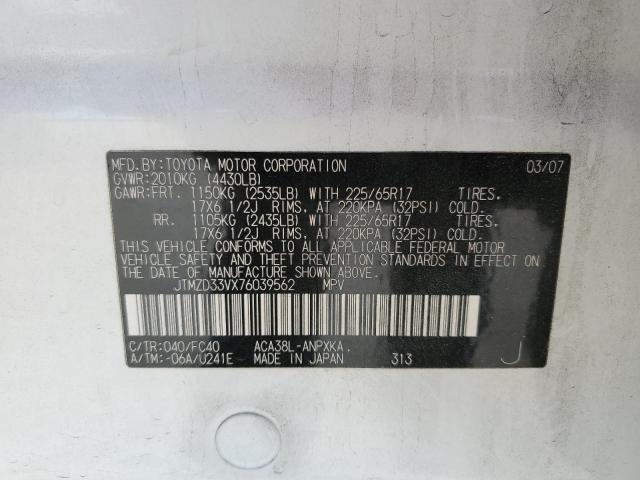 MFD.BY:TOYOTA MOTOR CORPORATION 03/07
GVWR:2010KG (4430LB)
GAWR:FRT. 1150KG (2535LB) WITH 225/65R17 TIRES.
17X6 1/2J RIMS, AT 220KPA (32PSI) COLD.
RR. 1105KG (2435LB) WITH 225/65R17 TIRES.
17X6 1/2J RIMS, AT 220KPA (32PSI) COLD.
THIS VEHICLE CONFORMS TO ALL APPLICABLE FEDERAL MOTOR
VEHICLE SAFETY AND THEFT PREVENTION STANDARDS IN EFFECT ON
THE DATE OF MANUFACTURE SHOWN ABOVE.
JTMZD33VX76039562 MPV
C/TR:040/FC40 ACA38L-ANPXKA
A/TM:-06A/U241E MADE IN JAPAN 313 J